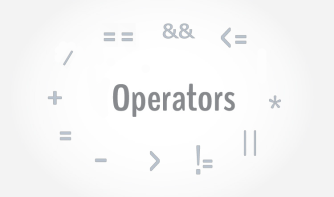 == && <=
/
+ Operators *
= ||
- > !=